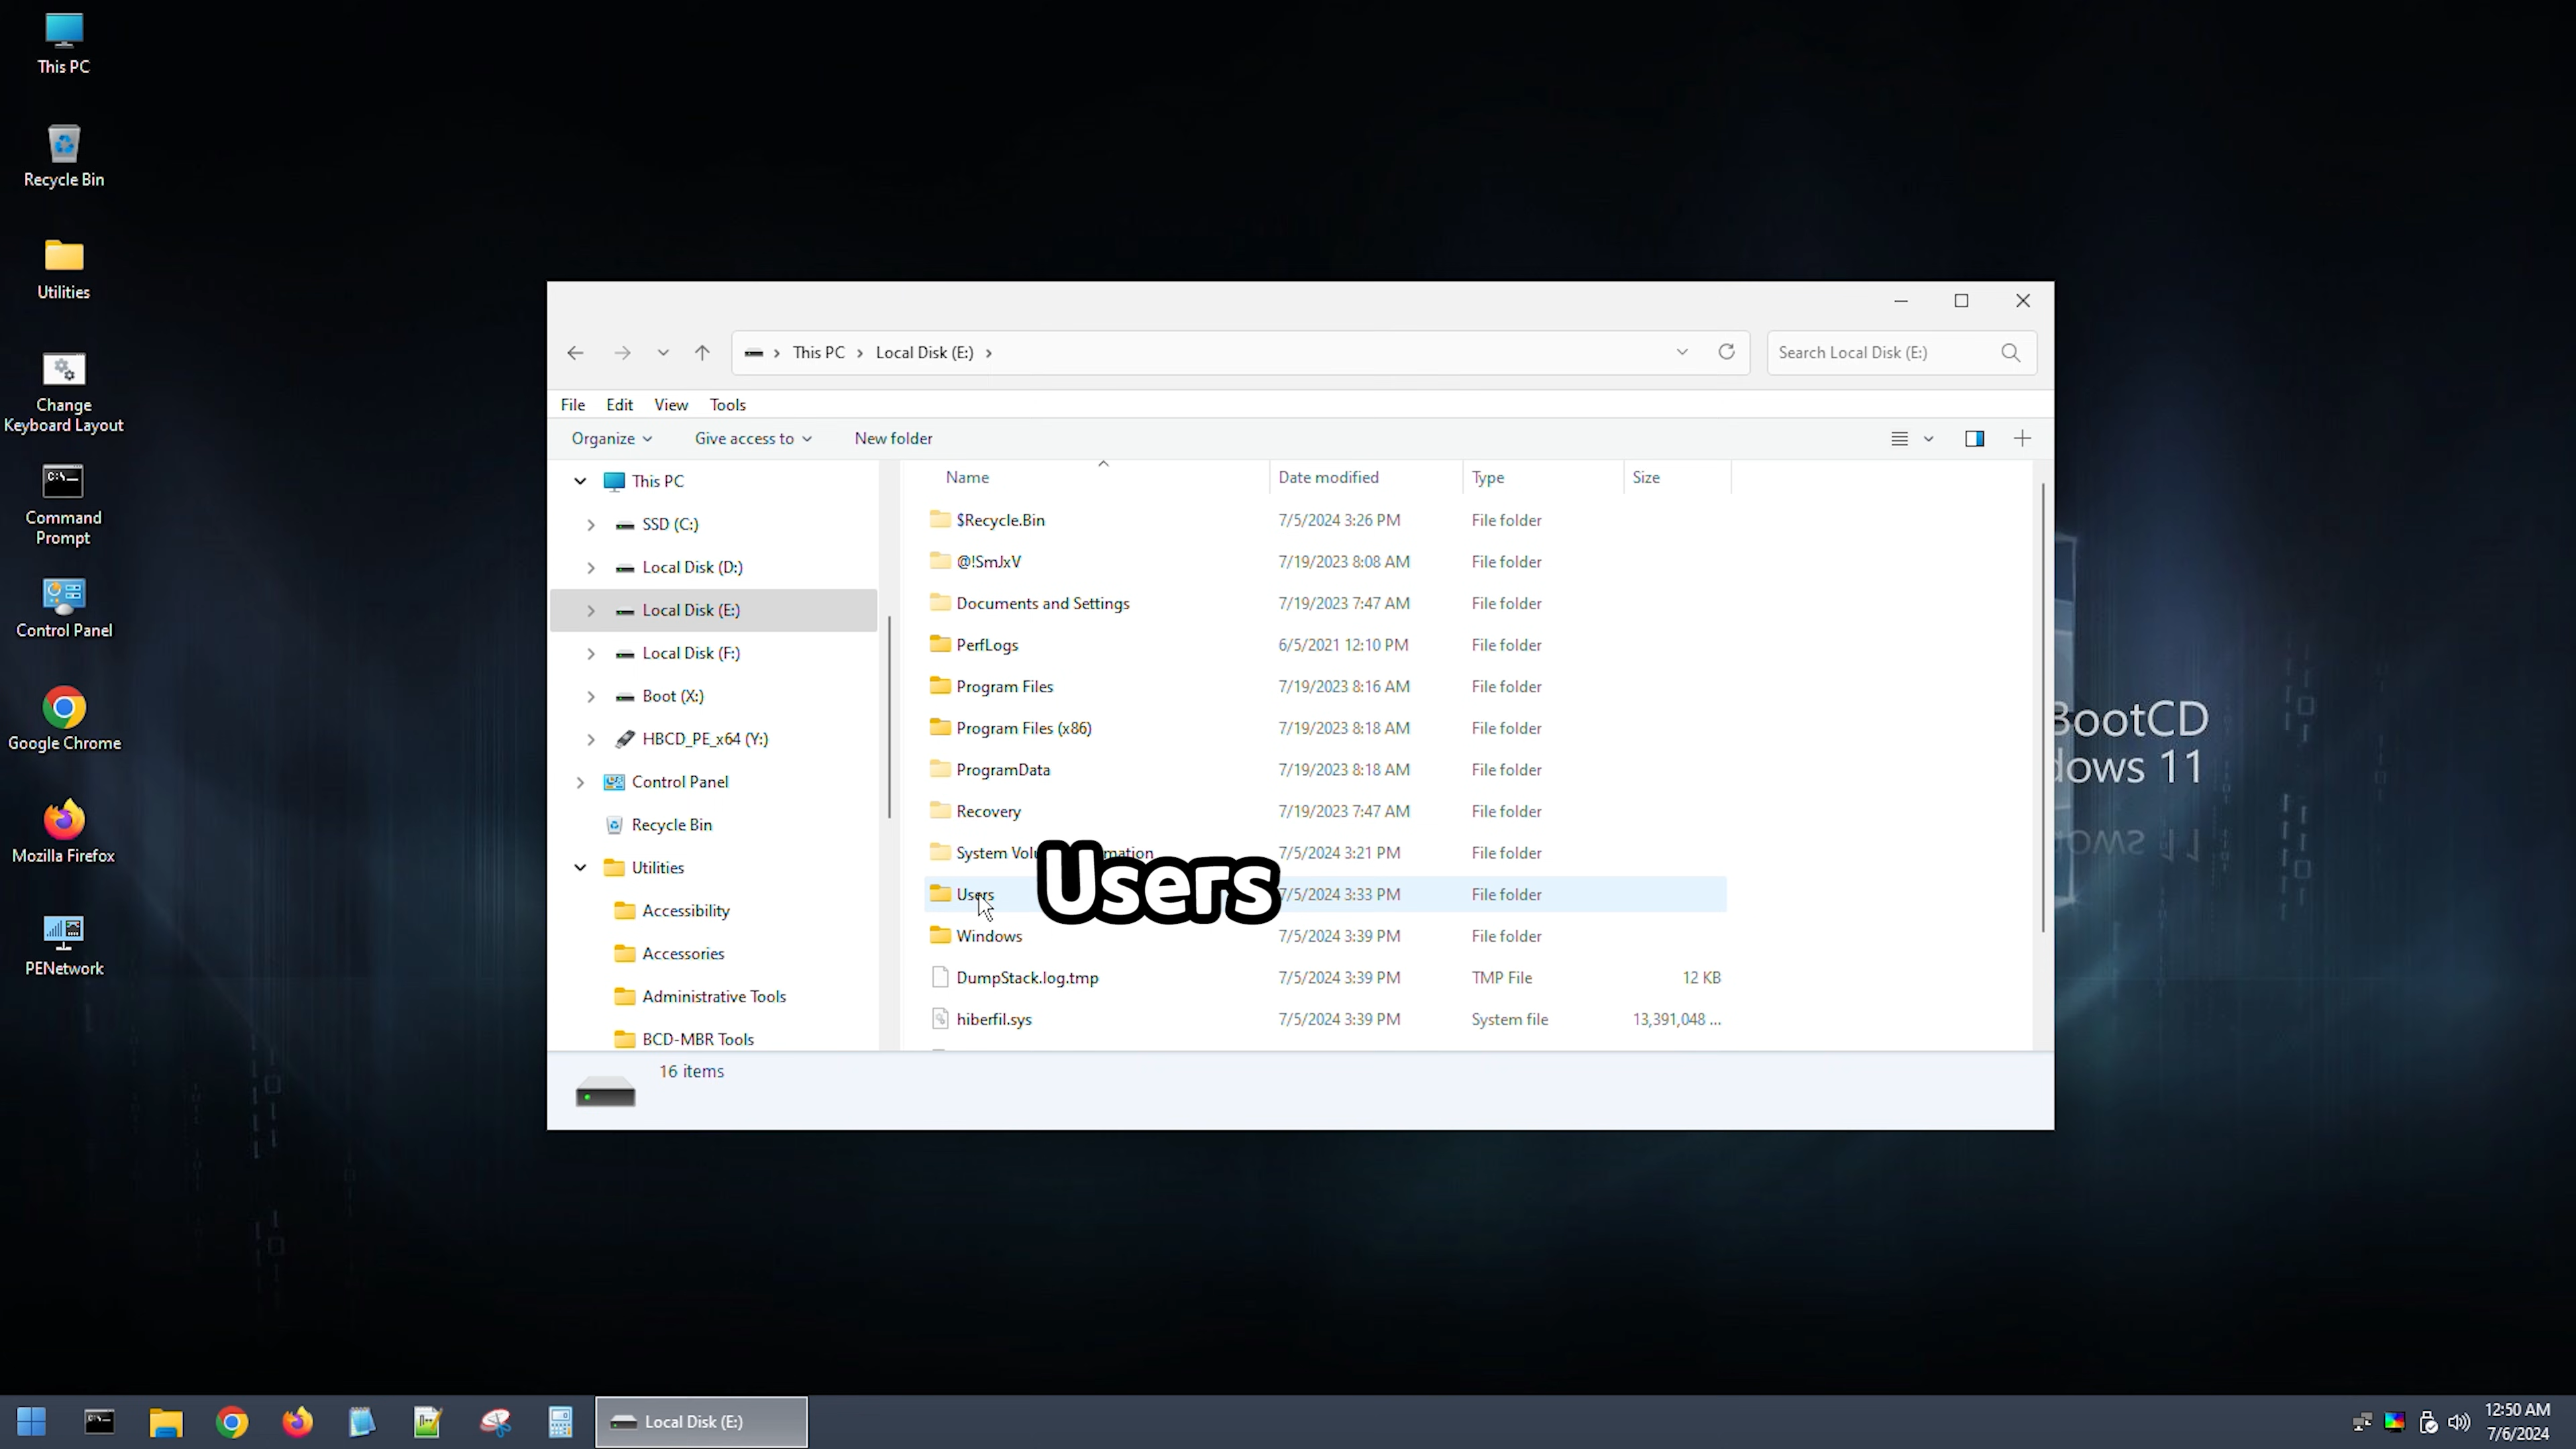 This PC
Recycle Bin
Utilities
Change
Keyboard Layout
Command
Prompt
Control Panel
Google Chrome
Mozilla Firefox
PENetwork
This PC > Local Disk (E:) >
Search Local Disk (E:)
File Edit View Tools
Organize Give access to New folder
This PC
SSD (C:)
Local Disk (D:)
Local Disk (E:)
Local Disk (F:)
Boot (X:)
HBCD_PE_x64 (Y:)
Control Panel
Recycle Bin
Utilities
Accessibility
Accessories
Administrative Tools
BCD-MBR Tools
Name Date modified Type Size
$Recycle.Bin 7/5/2024 3:26 PM File folder
@!SmJxV 7/19/2023 8:08 AM File folder
Documents and Settings 7/19/2023 7:47 AM File folder
PerfLogs 6/5/2021 12:10 PM File folder
Program Files 7/19/2023 8:16 AM File folder
Program Files (x86) 7/19/2023 8:18 AM File folder
ProgramData 7/19/2023 8:18 AM File folder
Recovery 7/19/2023 7:47 AM File folder
System 7/5/2024 3:21 PM File folder
Users 7/5/2024 3:33 PM File folder
Users
Windows 7/5/2024 3:39 PM File folder
DumpStack.log.tmp 7/5/2024 3:39 PM TMP File 12 KB
hiberfil.sys 7/5/2024 3:39 PM System file 13,391,048 ...
16 items
BootCD
dows 11
Local Disk (E:)
12:50 AM
7/6/2024